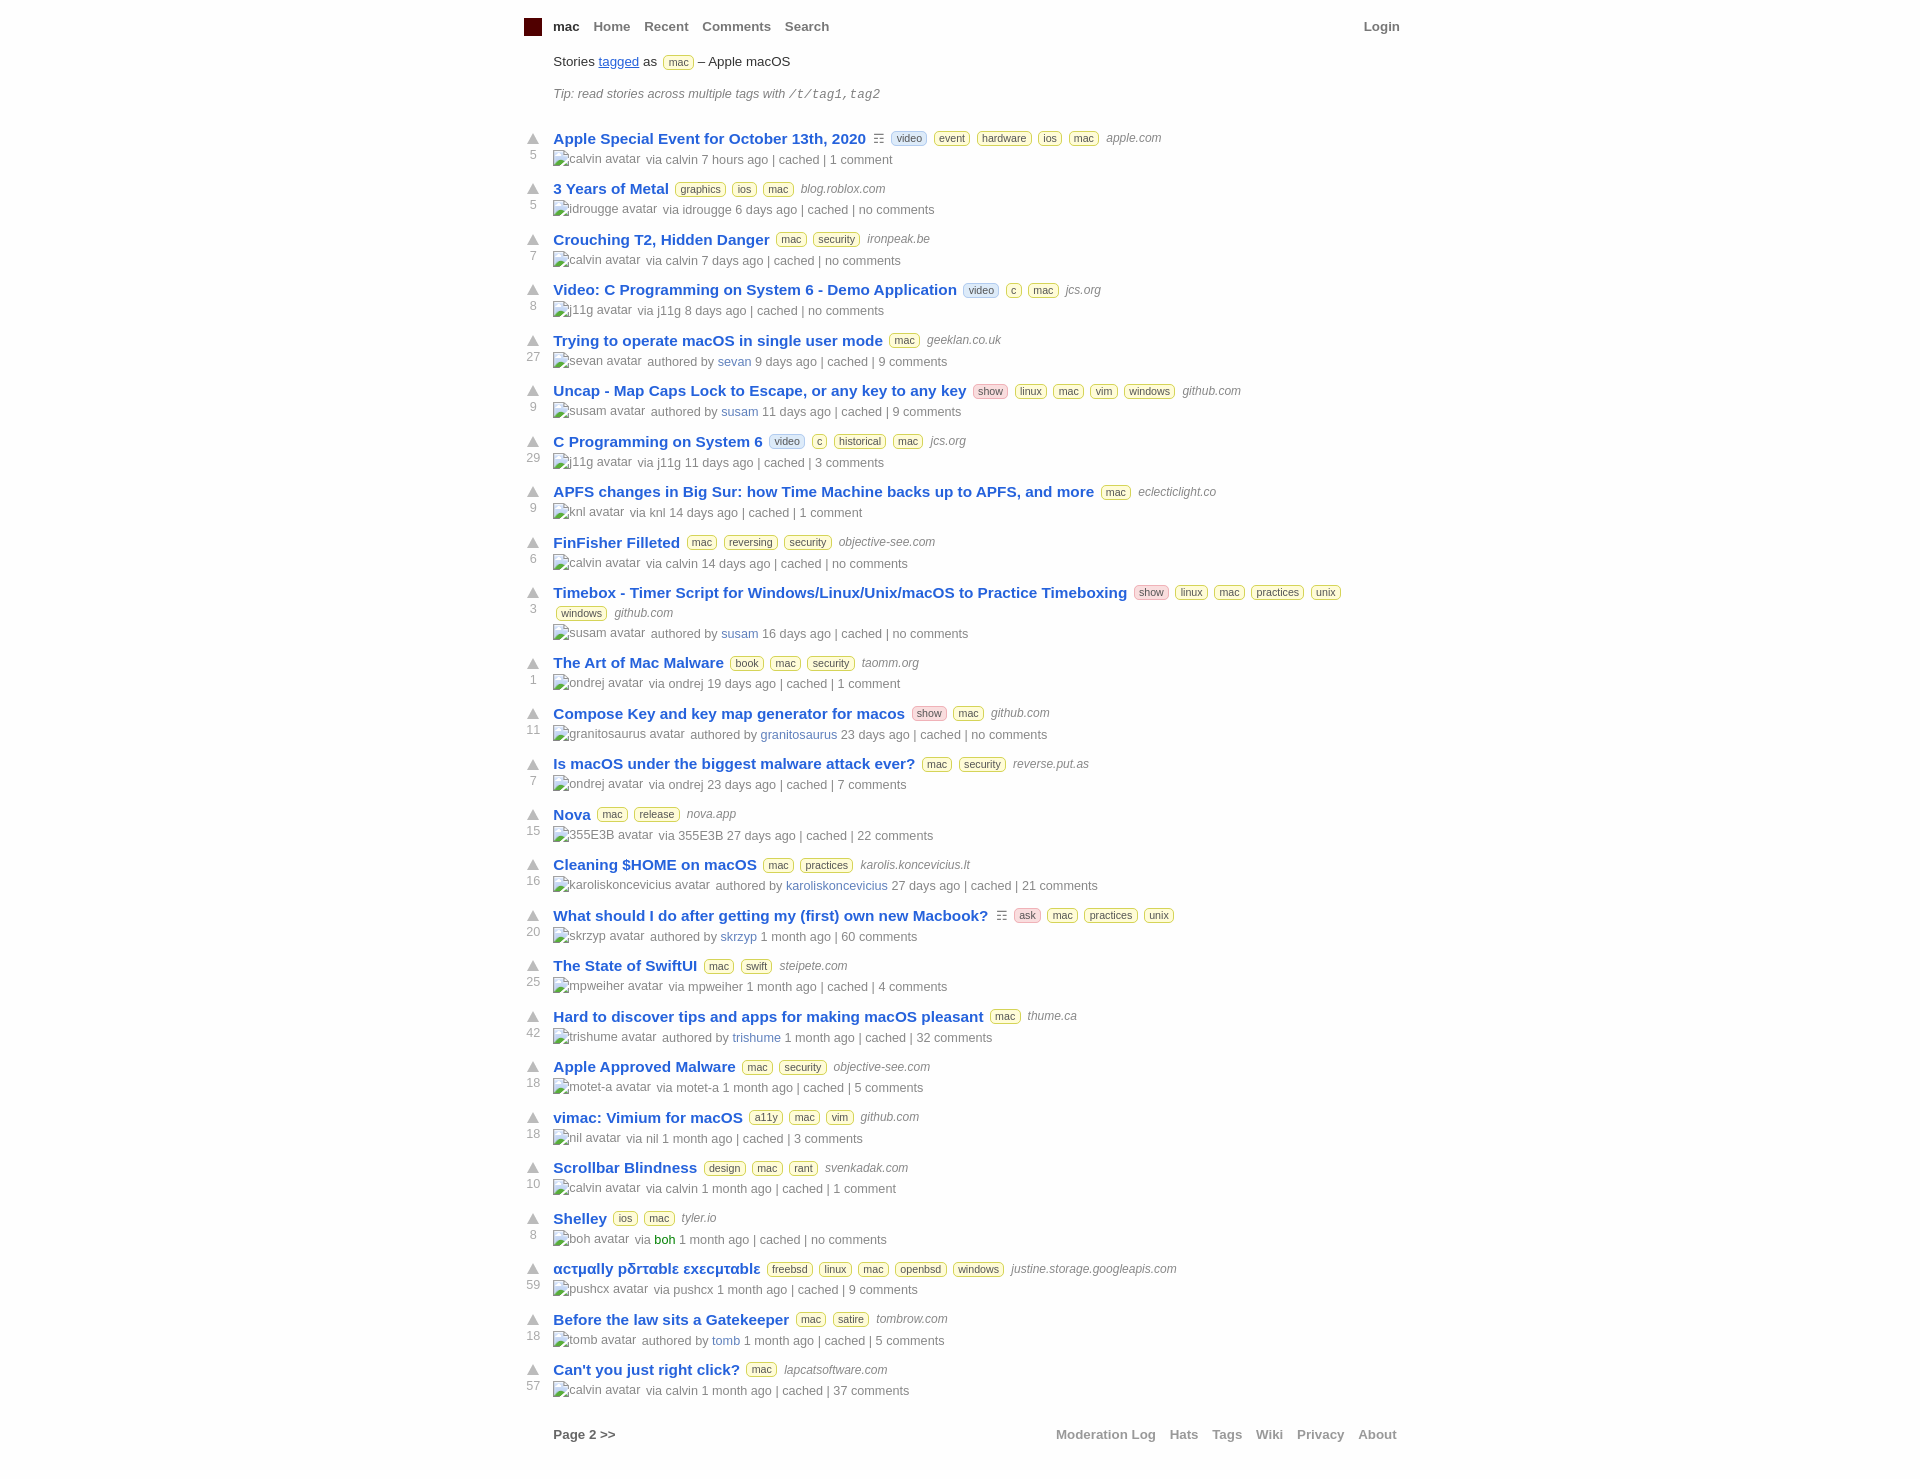 mac Home Recent Comments Search Login
Stories tagged as mac – Apple macOS
Tip: read stories across multiple tags with /t/tag1,tag2
Apple Special Event for October 13th, 2020 ☶ video event hardware ios mac apple.com
5 calvin avatar via calvin 7 hours ago | cached | 1 comment
3 Years of Metal graphics ios mac blog.roblox.com
5 idrougge avatar via idrougge 6 days ago | cached | no comments
Crouching T2, Hidden Danger mac security ironpeak.be
7 calvin avatar via calvin 7 days ago | cached | no comments
Video: C Programming on System 6 - Demo Application video c mac jcs.org
8 j11g avatar via j11g 8 days ago | cached | no comments
Trying to operate macOS in single user mode mac geeklan.co.uk
27 sevan avatar authored by sevan 9 days ago | cached | 9 comments
Uncap - Map Caps Lock to Escape, or any key to any key show linux mac vim windows github.com
9 susam avatar authored by susam 11 days ago | cached | 9 comments
C Programming on System 6 video c historical mac jcs.org
29 j11g avatar via j11g 11 days ago | cached | 3 comments
APFS changes in Big Sur: how Time Machine backs up to APFS, and more mac eclecticlight.co
9 knl avatar via knl 14 days ago | cached | 1 comment
FinFisher Filleted mac reversing security objective-see.com
6 calvin avatar via calvin 14 days ago | cached | no comments
Timebox - Timer Script for Windows/Linux/Unix/macOS to Practice Timeboxing show linux mac practices unix
3 windows github.com
susam avatar authored by susam 16 days ago | cached | no comments
The Art of Mac Malware book mac security taomm.org
1 ondrej avatar via ondrej 19 days ago | cached | 1 comment
Compose Key and key map generator for macos show mac github.com
11 granitosaurus avatar authored by granitosaurus 23 days ago | cached | no comments
Is macOS under the biggest malware attack ever? mac security reverse.put.as
7 ondrej avatar via ondrej 23 days ago | cached | 7 comments
Nova mac release nova.app
15 355E3B avatar via 355E3B 27 days ago | cached | 22 comments
Cleaning $HOME on macOS mac practices karolis.koncevicius.lt
16 karoliskoncevicius avatar authored by karoliskoncevicius 27 days ago | cached | 21 comments
What should I do after getting my (first) own new Macbook? ☶ ask mac practices unix
20 skrzyp avatar authored by skrzyp 1 month ago | 60 comments
The State of SwiftUI mac swift steipete.com
25 mpweiher avatar via mpweiher 1 month ago | cached | 4 comments
Hard to discover tips and apps for making macOS pleasant mac thume.ca
42 trishume avatar authored by trishume 1 month ago | cached | 32 comments
Apple Approved Malware mac security objective-see.com
18 motet-a avatar via motet-a 1 month ago | cached | 5 comments
vimac: Vimium for macOS a11y mac vim github.com
18 nil avatar via nil 1 month ago | cached | 3 comments
Scrollbar Blindness design mac rant svenkadak.com
10 calvin avatar via calvin 1 month ago | cached | 1 comment
Shelley ios mac tyler.io
8 boh avatar via boh 1 month ago | cached | no comments
αcτµαlly pδrταblε εxεcµταblε freebsd linux mac openbsd windows justine.storage.googleapis.com
59 pushcx avatar via pushcx 1 month ago | cached | 9 comments
Before the law sits a Gatekeeper mac satire tombrow.com
18 tomb avatar authored by tomb 1 month ago | cached | 5 comments
Can't you just right click? mac lapcatsoftware.com
57 calvin avatar via calvin 1 month ago | cached | 37 comments
Page 2 >> Moderation Log Hats Tags Wiki Privacy About